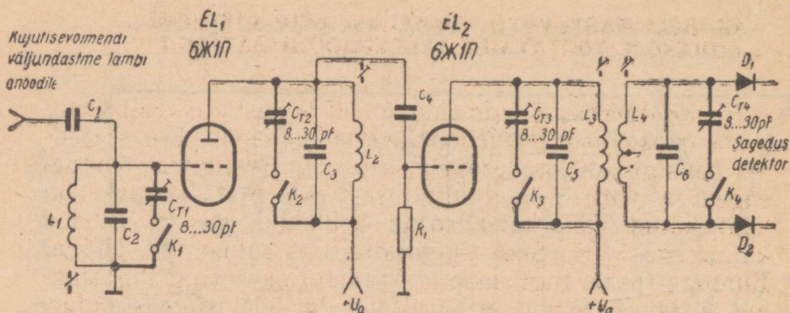 Kujutisevõimendi
väljundastme lambi
anoodile
EL1
6Ж1П
EL2
6Ж1П
C1
L1
C2
CT1
8...30pF
K1
CT2
8...30 pF
K2
C3
L2
C4
R1
+Ua
CT3
8...30 pF
K3
C5
L3
L4
+Ua
C6
CT4
8...30pF
K4
D1
Sagedus
detektor
D2